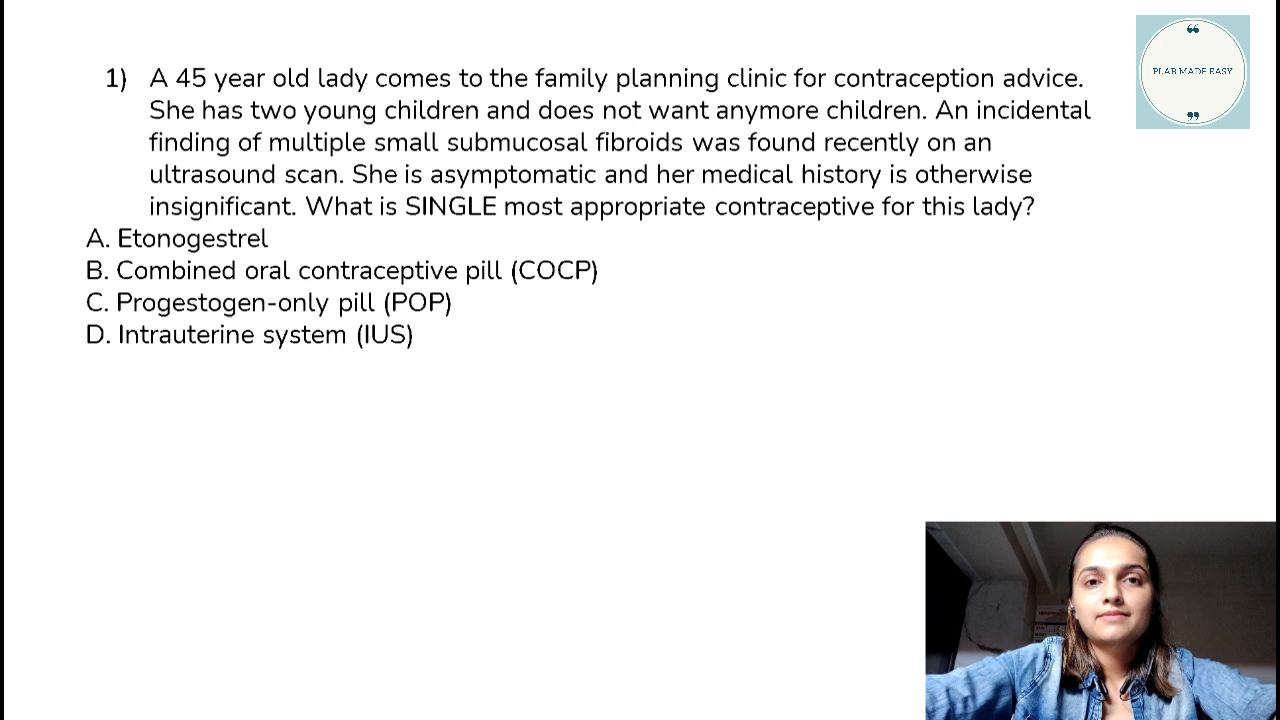 ❝
PLAB MADE EASY
❞
1) A 45 year old lady comes to the family planning clinic for contraception advice.
She has two young children and does not want anymore children. An incidental
finding of multiple small submucosal fibroids was found recently on an
ultrasound scan. She is asymptomatic and her medical history is otherwise
insignificant. What is SINGLE most appropriate contraceptive for this lady?
A. Etonogestrel
B. Combined oral contraceptive pill (COCP)
C. Progestogen-only pill (POP)
D. Intrauterine system (IUS)